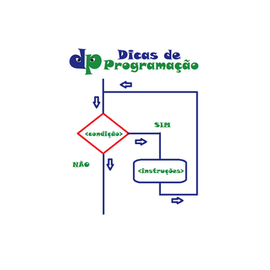 dp Dicas de
Programação
SIM
<condição>
NÃO
<instruções>